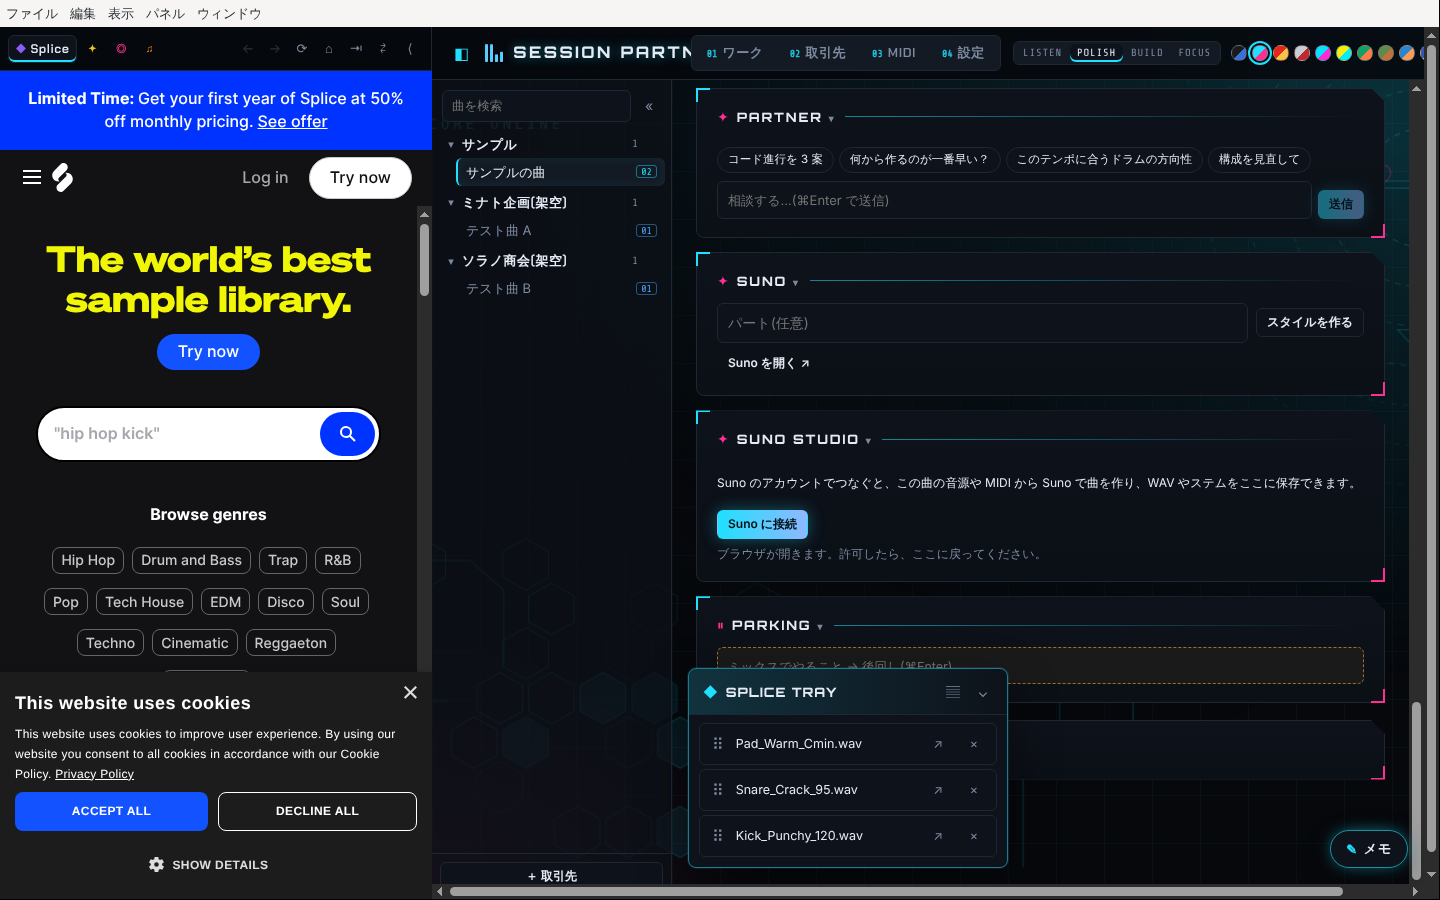 ファイル 編集 表示 パネル ウィンドウ
Splice
SESSION PARTN
01 ワーク 02 取引先 03 MIDI 04 設定
LISTEN POLISH BUILD FOCUS
Limited Time: Get your first year of Splice at 50%
off monthly pricing. See offer
Log in Try now
The world's best
sample library.
Try now
"hip hop kick"
Browse genres
Hip Hop Drum and Bass Trap R&B
Pop Tech House EDM Disco Soul
Techno Cinematic Reggaeton
This website uses cookies
This website uses cookies to improve user experience. By using our
website you consent to all cookies in accordance with our Cookie
Policy. Privacy Policy
ACCEPT ALL DECLINE ALL
SHOW DETAILS
曲を検索 «
ORE ONLINE
サンプル 1
サンプルの曲 02
ミナト企画(架空) 1
テスト曲 A 01
ソラノ商会(架空) 1
テスト曲 B 01
+ 取引先
PARTNER
コード進行を 3 案 何から作るのが一番早い？ このテンポに合うドラムの方向性 構成を見直して
相談する...(⌘Enter で送信) 送信
SUNO
パート(任意) スタイルを作る
Suno を開く ↗
SUNO STUDIO
Suno のアカウントでつなぐと、この曲の音源や MIDI から Suno で曲を作り、WAV やステムをここに保存できます。
Suno に接続
ブラウザが開きます。許可したら、ここに戻ってください。
PARKING
ミックスでやること → 後回し(⌘Enter)
SPLICE TRAY
Pad_Warm_Cmin.wav ↗ ×
Snare_Crack_95.wav ↗ ×
Kick_Punchy_120.wav ↗ ×
メモ